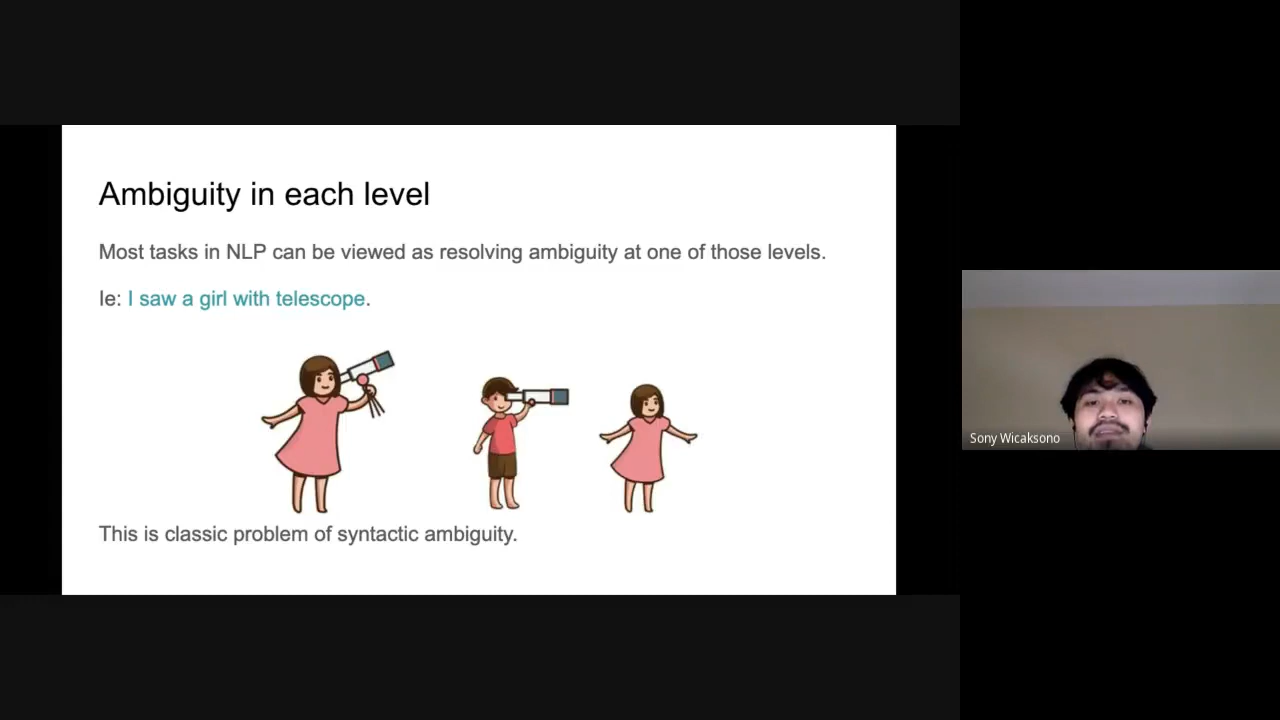 Ambiguity in each level
Most tasks in NLP can be viewed as resolving ambiguity at one of those levels.
Ie: I saw a girl with telescope.
This is classic problem of syntactic ambiguity.
Sony Wicaksono